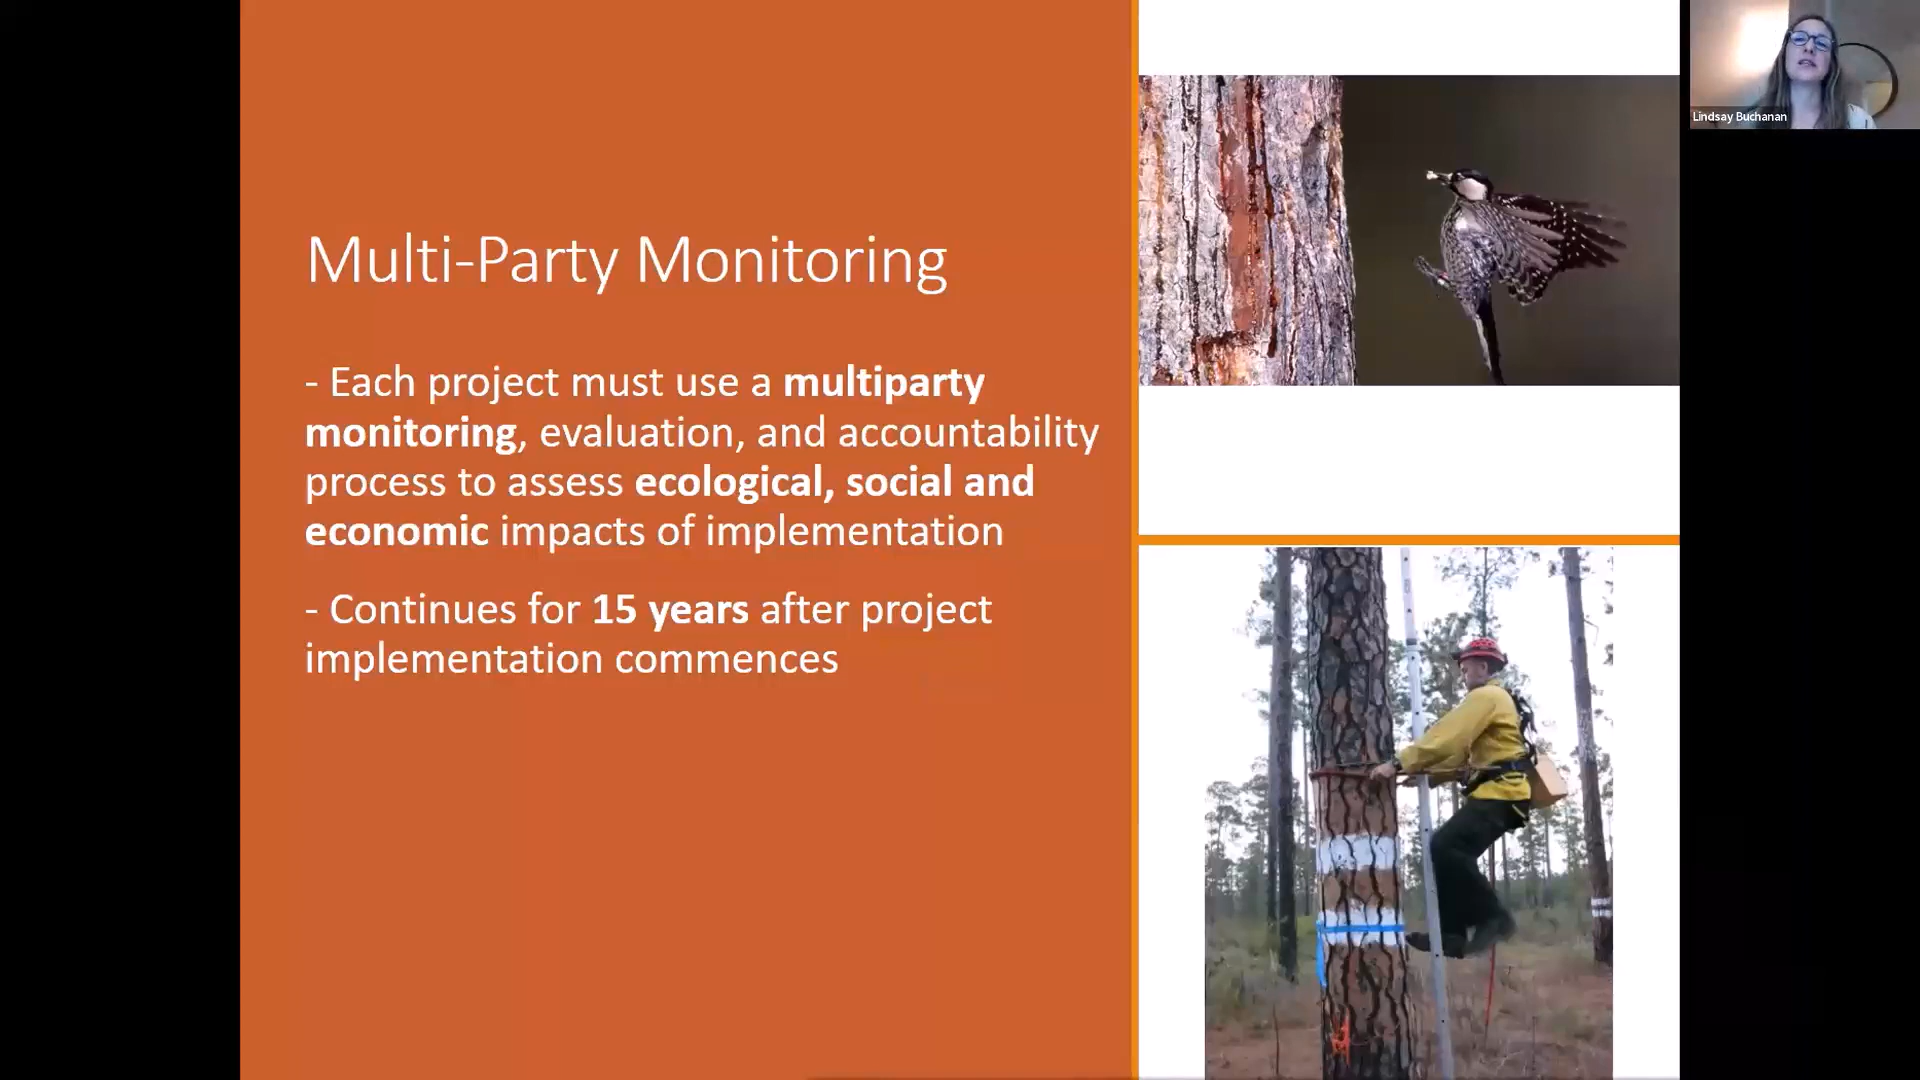 Multi-Party Monitoring
- Each project must use a multiparty
monitoring, evaluation, and accountability
process to assess ecological, social and
economic impacts of implementation
- Continues for 15 years after project
implementation commences
Lindsay Buchanan